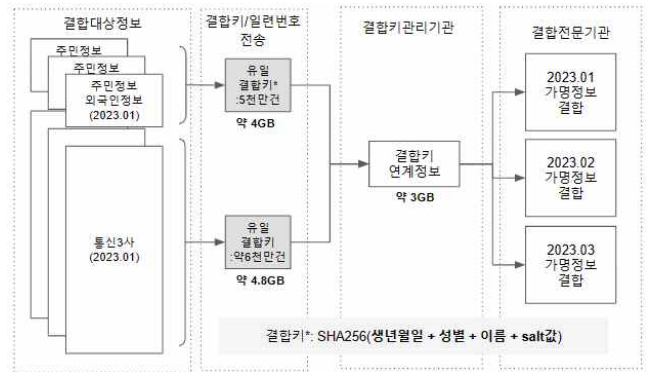 결합대상정보
주민정보
주민정보
주민정보
외국인정보
(2023.01)
통신3사
(2023.01)
결합키/일련번호
전송
유일
결합키*
:5천만건
약 4GB
유일
결합키
:약6천만건
약 4.8GB
결합키관리기관
결합키
연계정보
약 3GB
결합전문기관
2023.01
가명정보
결합
2023.02
가명정보
결합
2023.03
가명정보
결합
결합키*: SHA256(생년월일 + 성별 + 이름 + salt값)